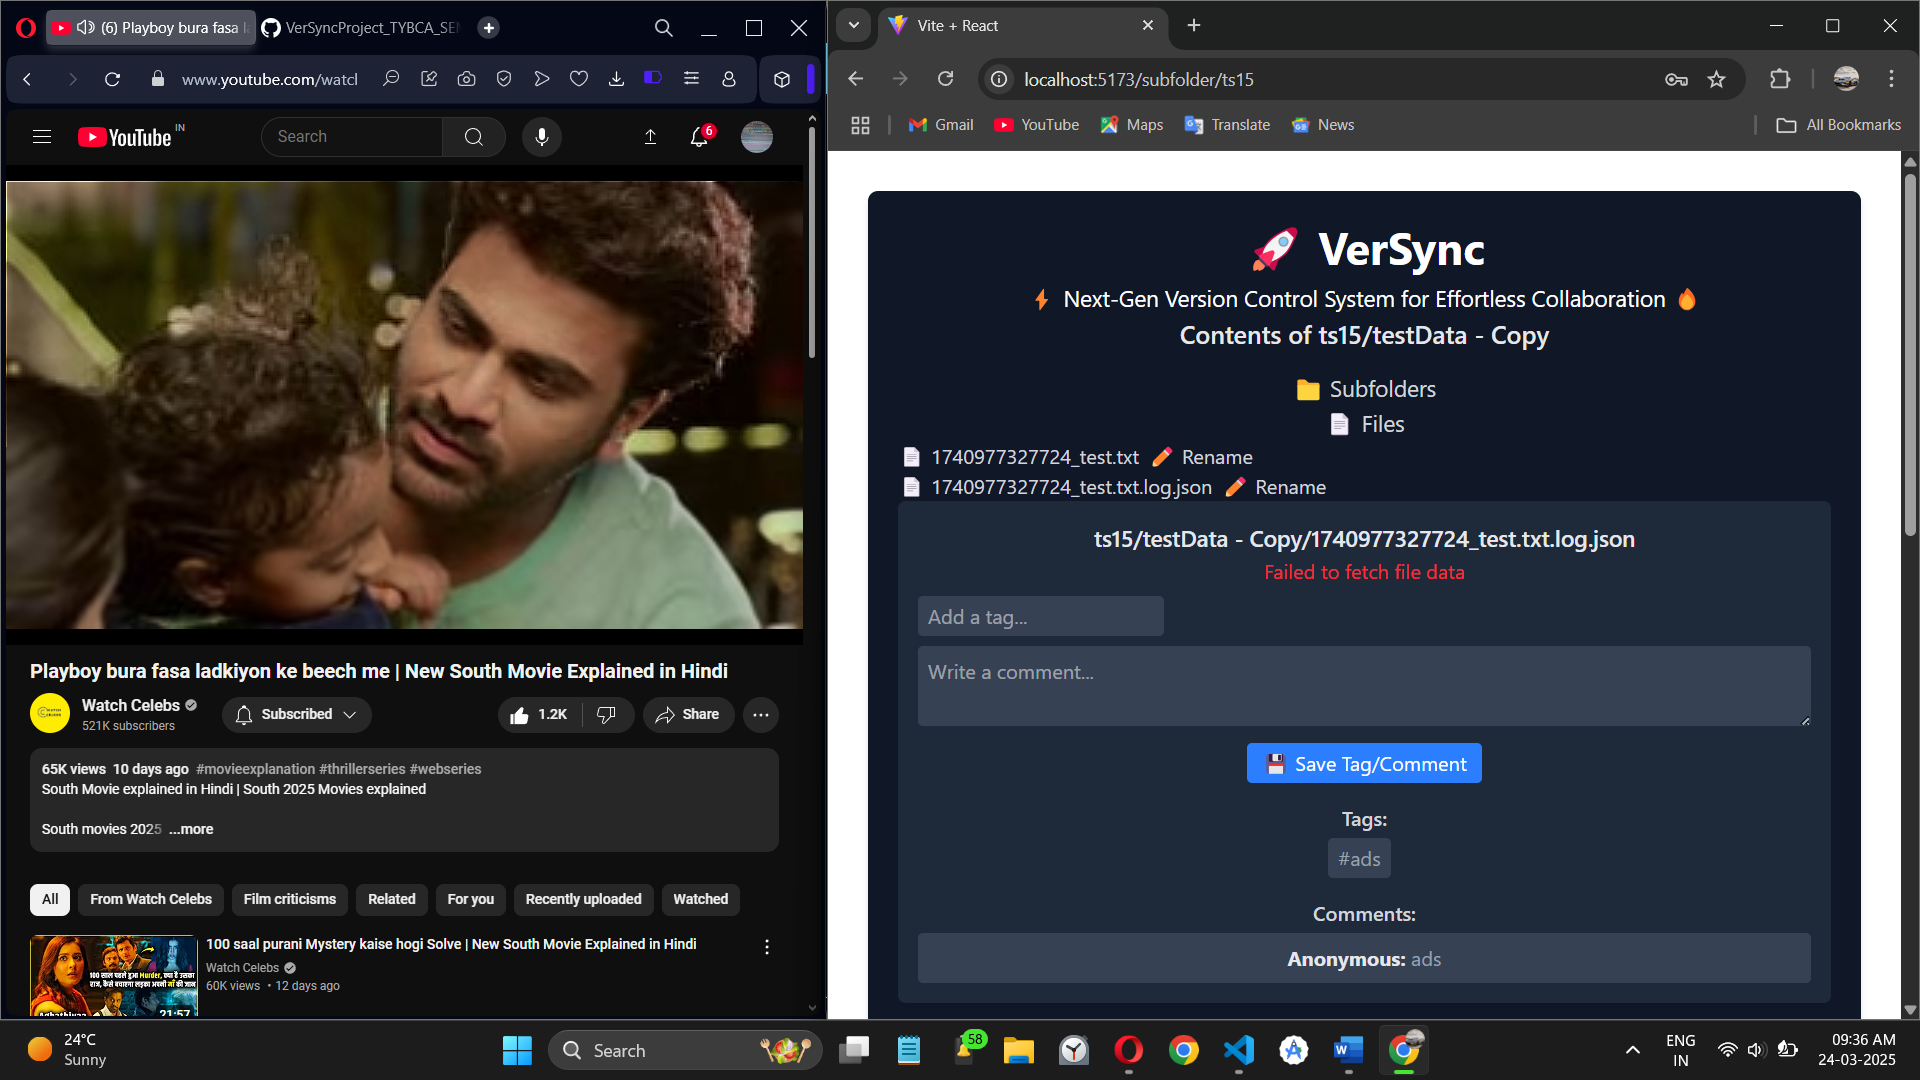 (6) Playboy bura fasa l
VerSyncProject_TYBCA_SE
www.youtube.com/watcl
YouTube IN
Search
6
Playboy bura fasa ladkiyon ke beech me | New South Movie Explained in Hindi
Watch Celebs
521K subscribers
Subscribed
1.2K
Share
65K views 10 days ago #movieexplanation #thrillerseries #webseries
South Movie explained in Hindi | South 2025 Movies explained
South movies 2025 ...more
All
From Watch Celebs
Film criticisms
Related
For you
Recently uploaded
Watched
100 saal purani Mystery kaise hogi Solve | New South Movie Explained in Hindi
Watch Celebs
60K views • 12 days ago
21:57
Vite + React
localhost:5173/subfolder/ts15
Gmail
YouTube
Maps
Translate
News
All Bookmarks
VerSync
Next-Gen Version Control System for Effortless Collaboration
Contents of ts15/testData - Copy
Subfolders
Files
1740977327724_test.txt Rename
1740977327724_test.txt.log.json Rename
ts15/testData - Copy/1740977327724_test.txt.log.json
Failed to fetch file data
Add a tag...
Write a comment...
Save Tag/Comment
Tags:
#ads
Comments:
Anonymous: ads
24°C
Sunny
Search
58
ENG
IN
09:36 AM
24-03-2025